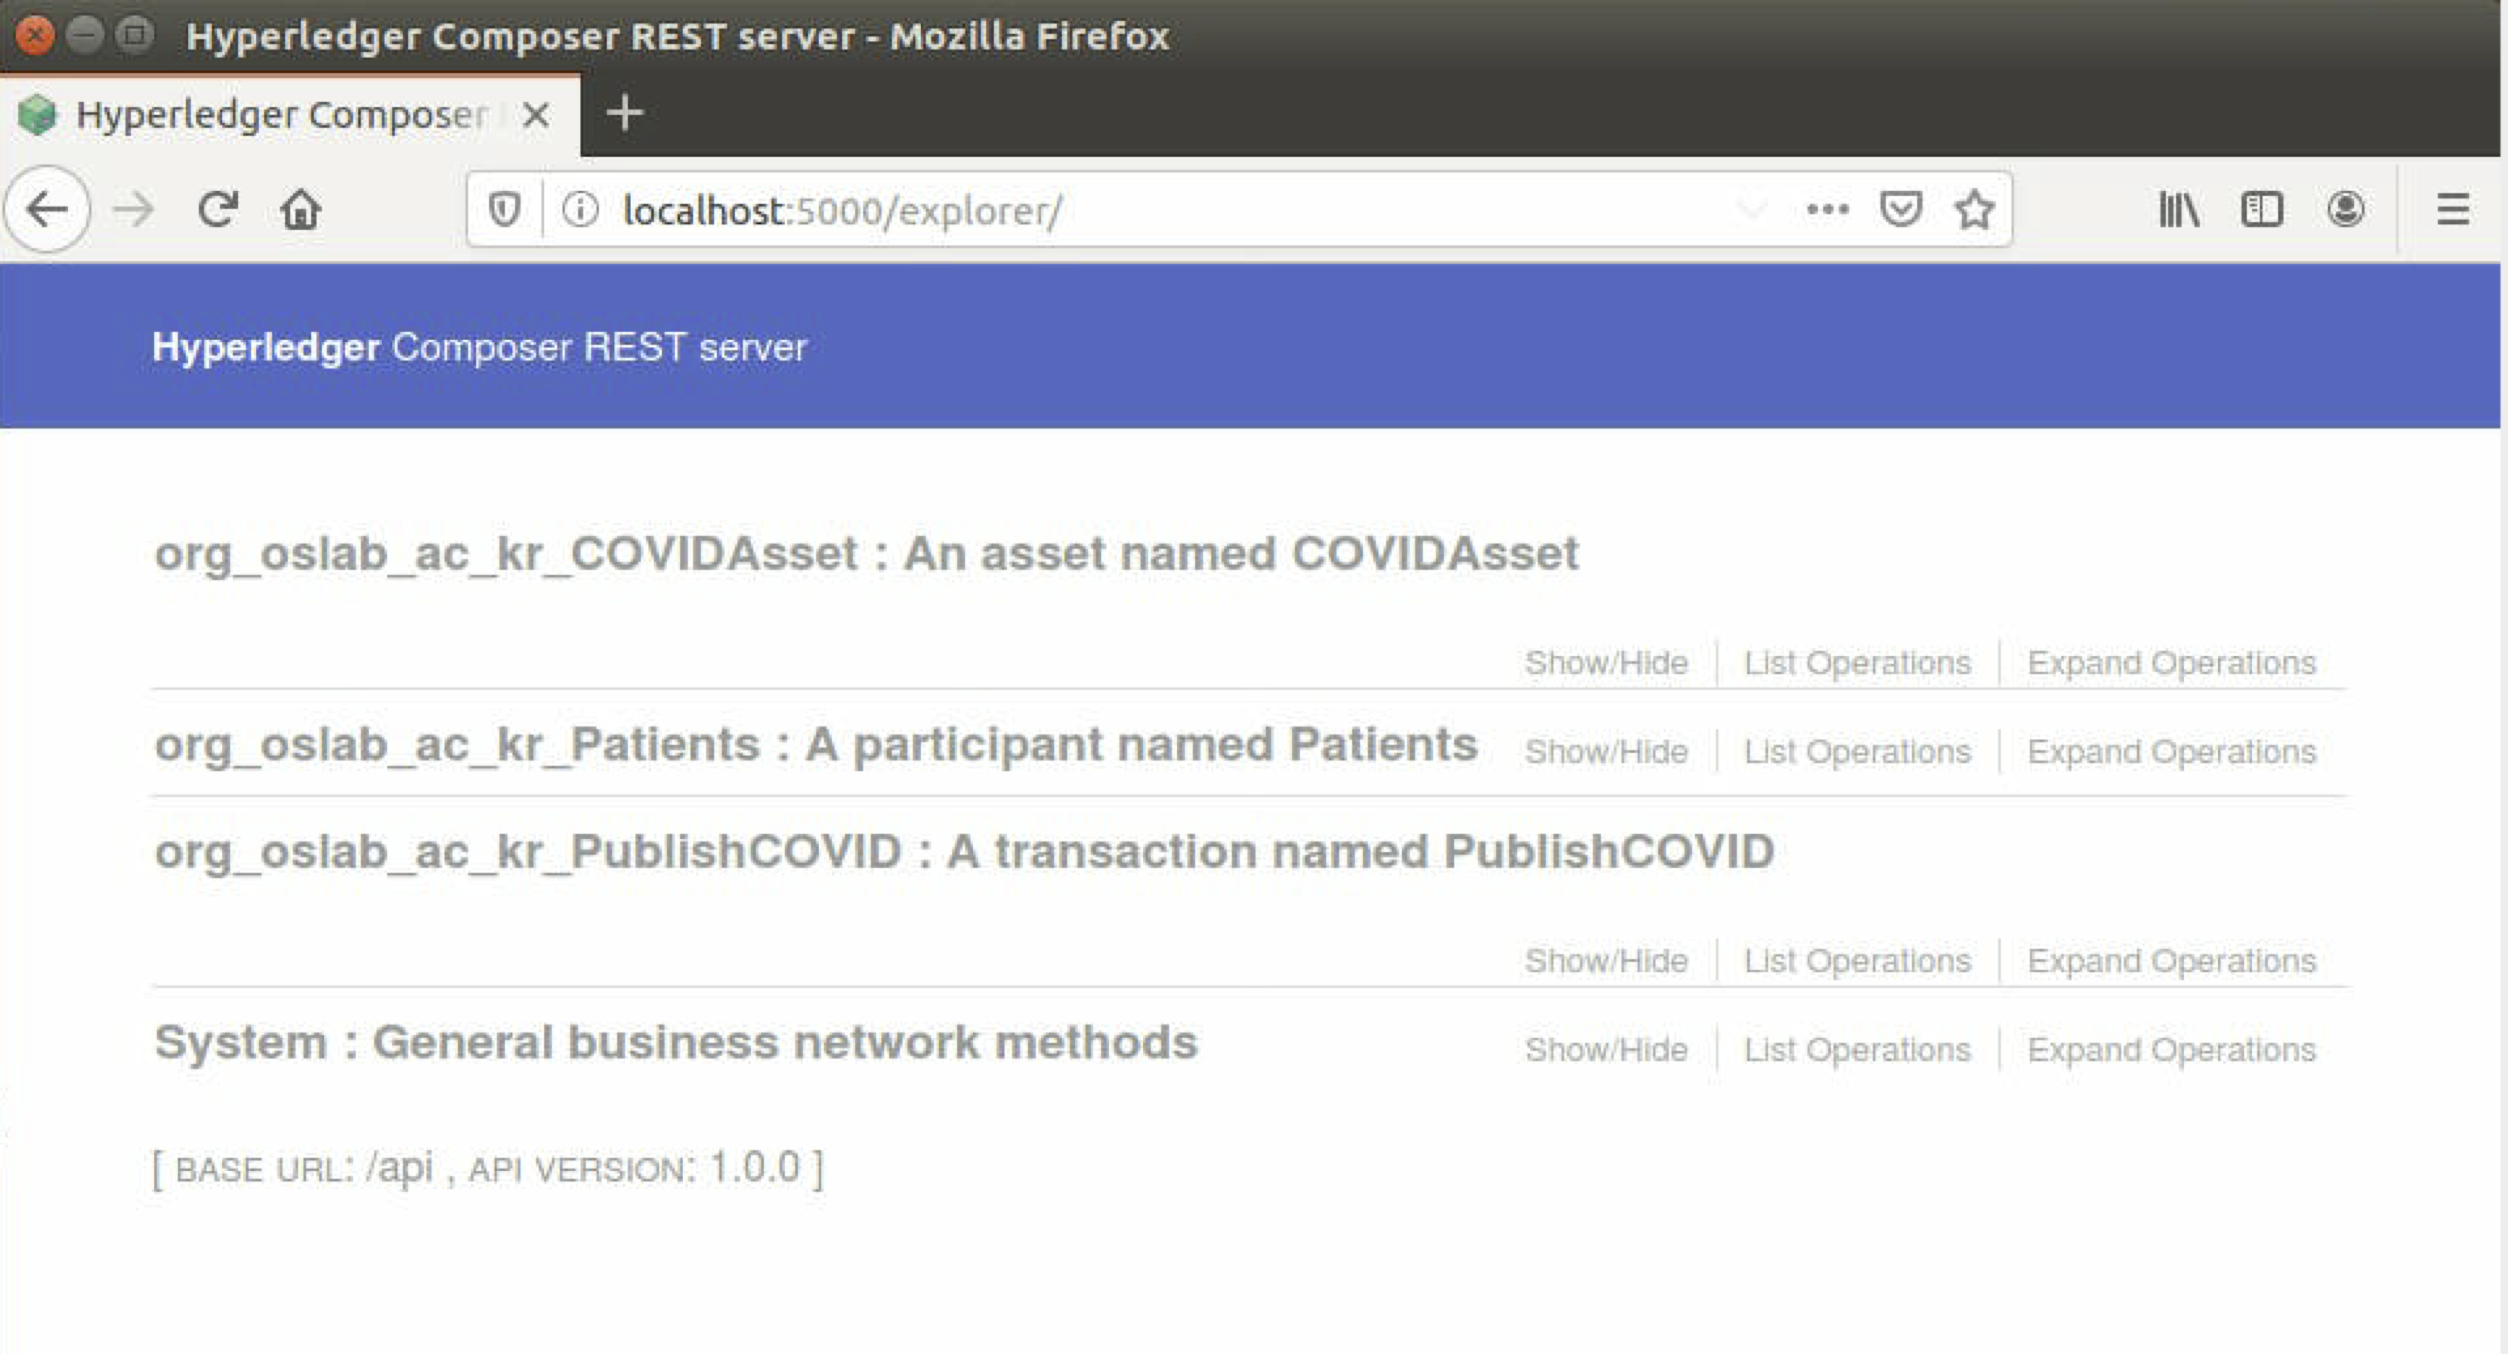 Hyperledger Composer REST server - Mozilla Firefox
Hyperledger Composer
localhost:5000/explorer/
Hyperledger Composer REST server
org_oslab_ac_kr_COVIDAsset : An asset named COVIDAsset
Show/Hide List Operations Expand Operations
org_oslab_ac_kr_Patients : A participant named Patients Show/Hide List Operations Expand Operations
org_oslab_ac_kr_PublishCOVID : A transaction named PublishCOVID
Show/Hide List Operations Expand Operations
System : General business network methods Show/Hide List Operations Expand Operations
[ BASE URL: /api , API VERSION: 1.0.0 ]